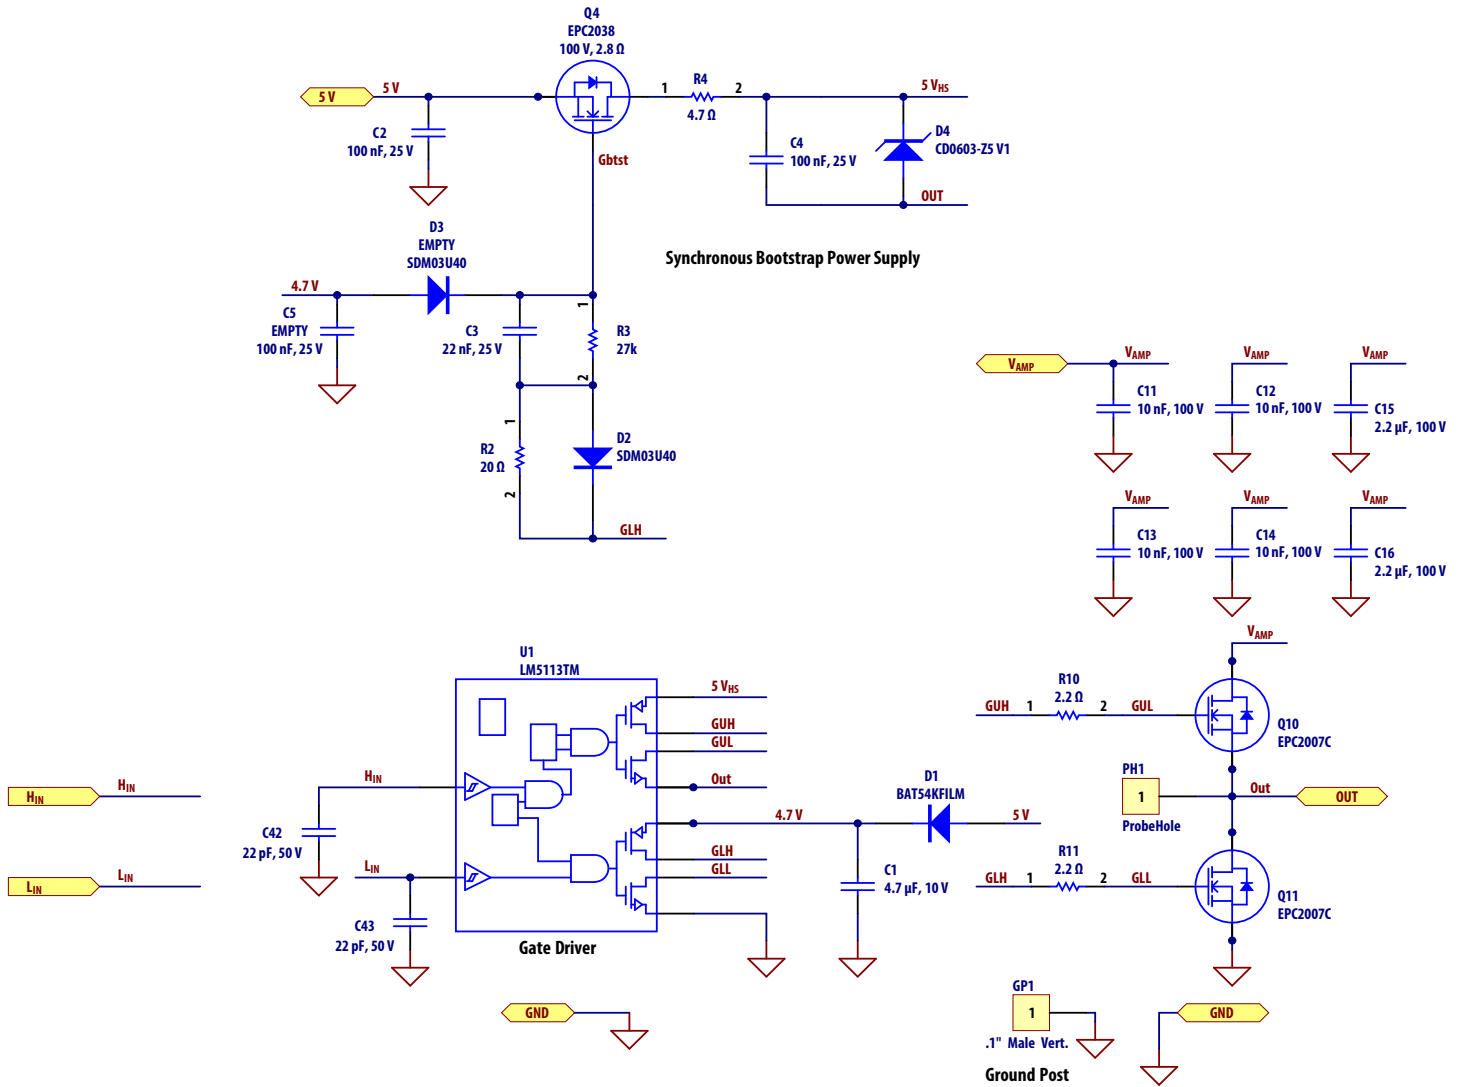 Q4
EPC2038
100 V, 2.8 Ω
5 V
5 V
1
R4
2
4.7 Ω
5 VHS
C2
100 nF, 25 V
Gbtst
C4
100 nF, 25 V
D4
CD0603-Z5 V1
OUT
D3
EMPTY
SDM03U40
Synchronous Bootstrap Power Supply
4.7 V
C5
EMPTY
100 nF, 25 V
C3
22 nF, 25 V
1
R3
27k
2
1
R2
20 Ω
2
D2
SDM03U40
GLH
VAMP
VAMP
VAMP
VAMP
C11
10 nF, 100 V
C12
10 nF, 100 V
C15
2.2 µF, 100 V
VAMP
VAMP
VAMP
C13
10 nF, 100 V
C14
10 nF, 100 V
C16
2.2 µF, 100 V
U1
LM5113TM
5 VHS
GUH
GUL
Out
4.7 V
GLH
GLL
HIN
HIN
HIN
C42
22 pF, 50 V
LIN
LIN
LIN
C43
22 pF, 50 V
Gate Driver
D1
BAT54KFILM
5 V
C1
4.7 µF, 10 V
VAMP
R10
2.2 Ω
GUH
1
2
GUL
Q10
EPC2007C
PH1
1
ProbeHole
Out
OUT
R11
2.2 Ω
GLH
1
2
GLL
Q11
EPC2007C
GND
GP1
1
.1" Male Vert.
Ground Post
GND